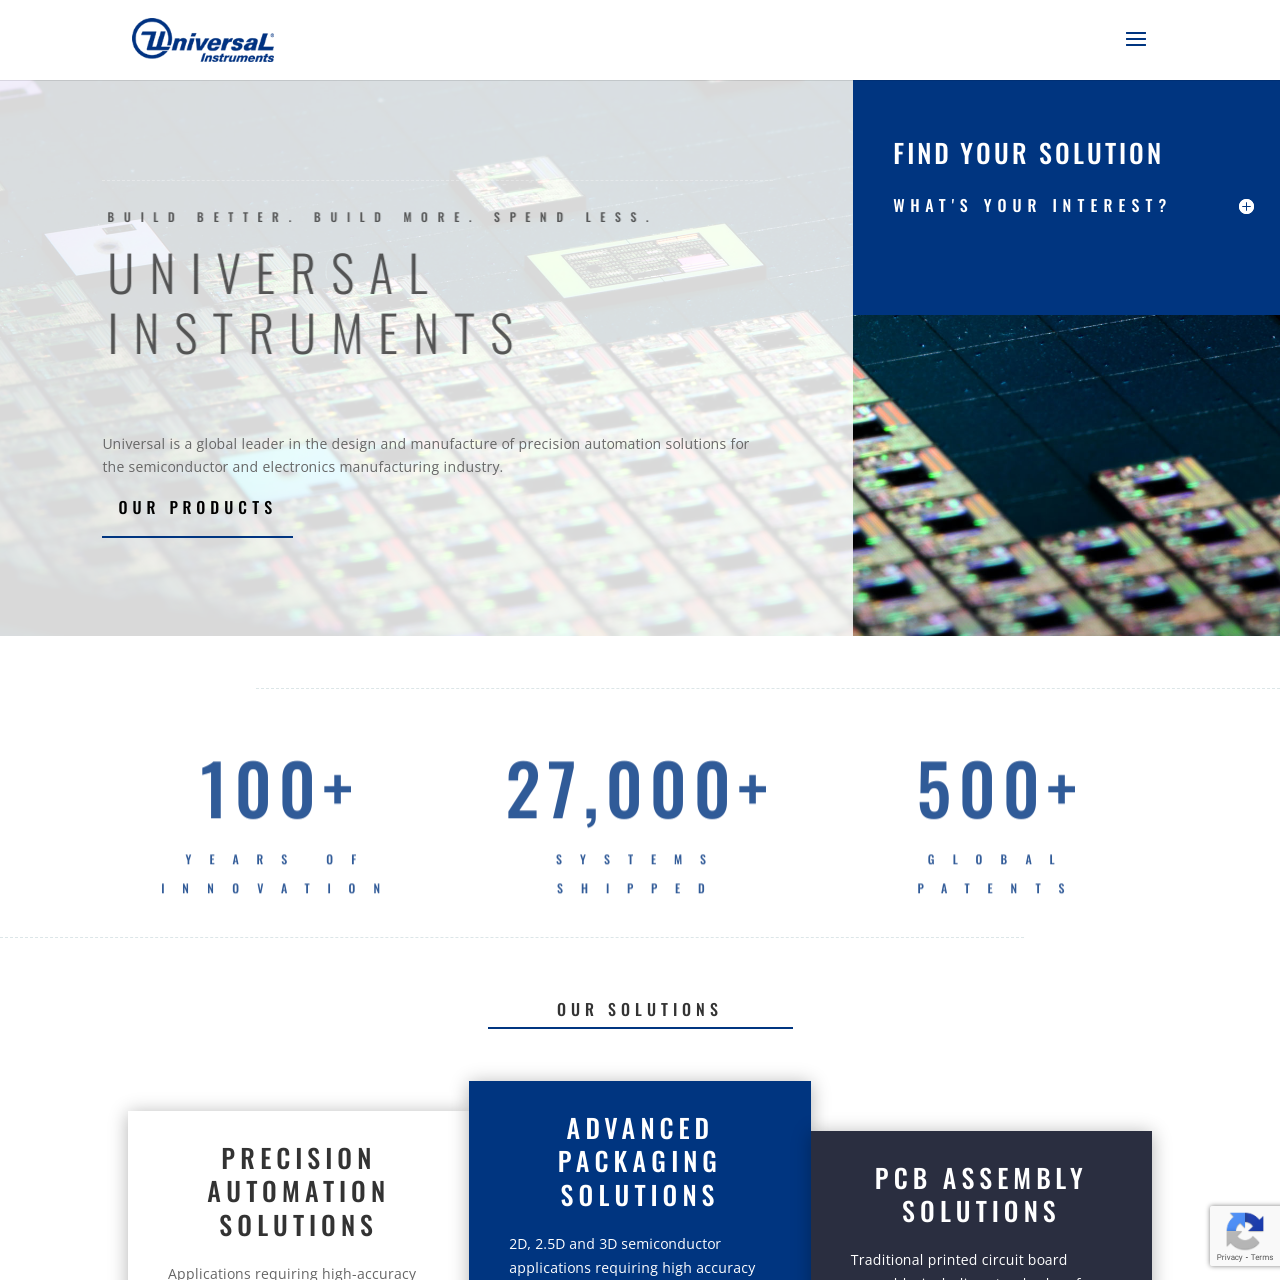 Universal
Instruments
BUILD BETTER. BUILD MORE. SPEND LESS.
UNIVERSAL
INSTRUMENTS
Universal is a global leader in the design and manufacture of precision automation solutions for
the semiconductor and electronics manufacturing industry.
OUR PRODUCTS
FIND YOUR SOLUTION
WHAT'S YOUR INTEREST?
100+
YEARS OF
INNOVATION
27,000+
SYSTEMS
SHIPPED
500+
GLOBAL
PATENTS
OUR SOLUTIONS
PRECISION
AUTOMATION
SOLUTIONS
Applications requiring high-accuracy
ADVANCED
PACKAGING
SOLUTIONS
2D, 2.5D and 3D semiconductor
applications requiring high accuracy
PCB ASSEMBLY
SOLUTIONS
Traditional printed circuit board
Privacy - Terms